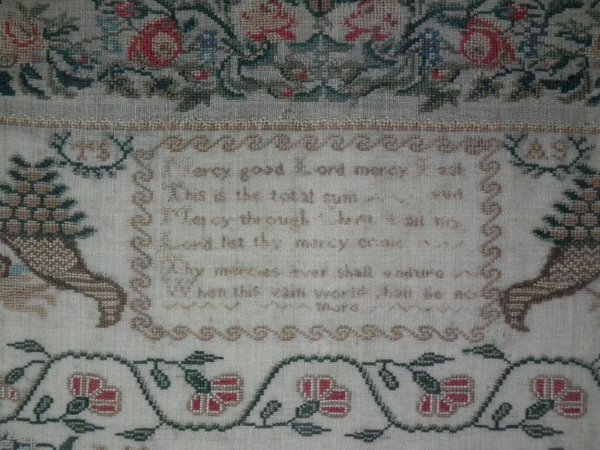 TS
AS
Mercy good Lord mercy I ask
This is the total sum
Mercy through Christ is all my
Lord let thy mercy come
Thy mercies ever shall endure
When this vain world shall be no
more